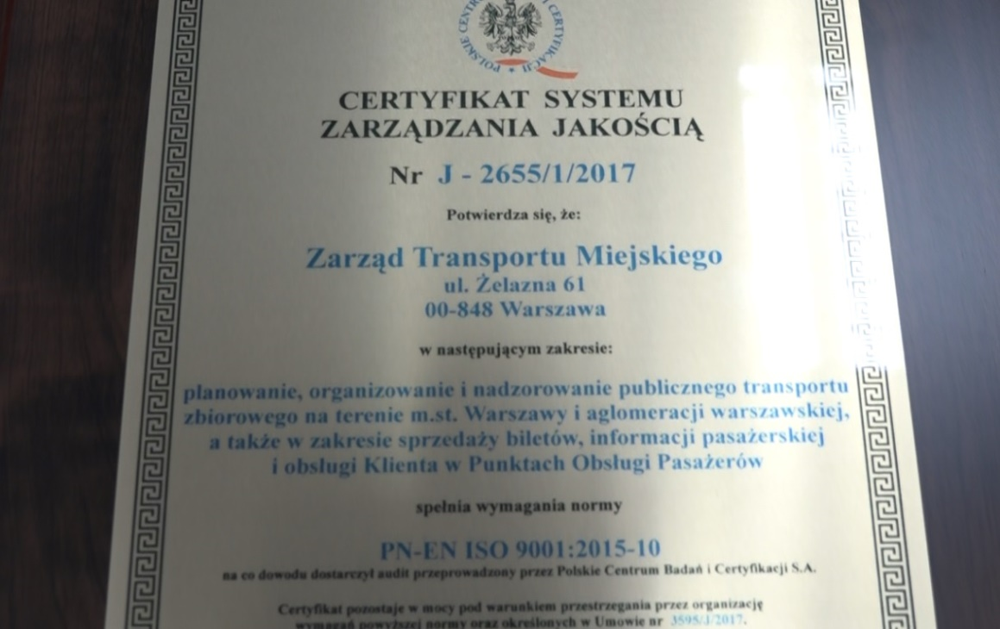 POLSKIE CENTR
I CERTYFIKACJI
CERTYFIKAT SYSTEMU
ZARZĄDZANIA JAKOŚCIĄ
Nr J - 2655/1/2017
Potwierdza się, że:
Zarząd Transportu Miejskiego
ul. Żelazna 61
00-848 Warszawa
w następującym zakresie:
planowanie, organizowanie i nadzorowanie publicznego transportu
zbiorowego na terenie m.st. Warszawy i aglomeracji warszawskiej,
a także w zakresie sprzedaży biletów, informacji pasażerskiej
i obsługi Klienta w Punktach Obsługi Pasażerów
spełnia wymagania normy
PN-EN ISO 9001:2015-10
na co dowodu dostarczył audit przeprowadzony przez Polskie Centrum Badań i Certyfikacji S.A.
Certyfikat pozostaje w mocy pod warunkiem przestrzegania przez organizację
wymagań powyższej normy oraz określonych w Umowie nr 3595/J/2017.